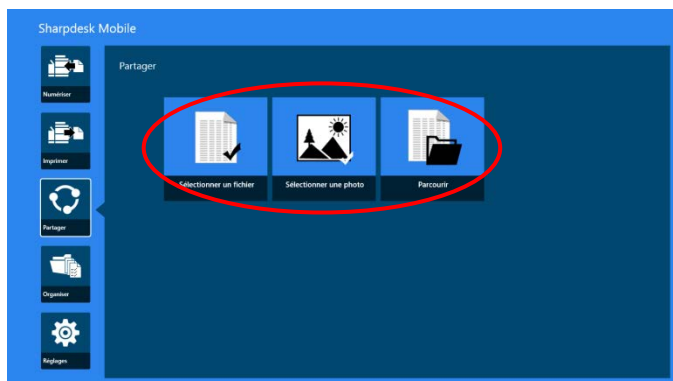 Sharpdesk Mobile
Numériser
Imprimer
Partager
Organiser
Réglages
Partager
Sélectionner un fichier
Sélectionner une photo
Parcourir